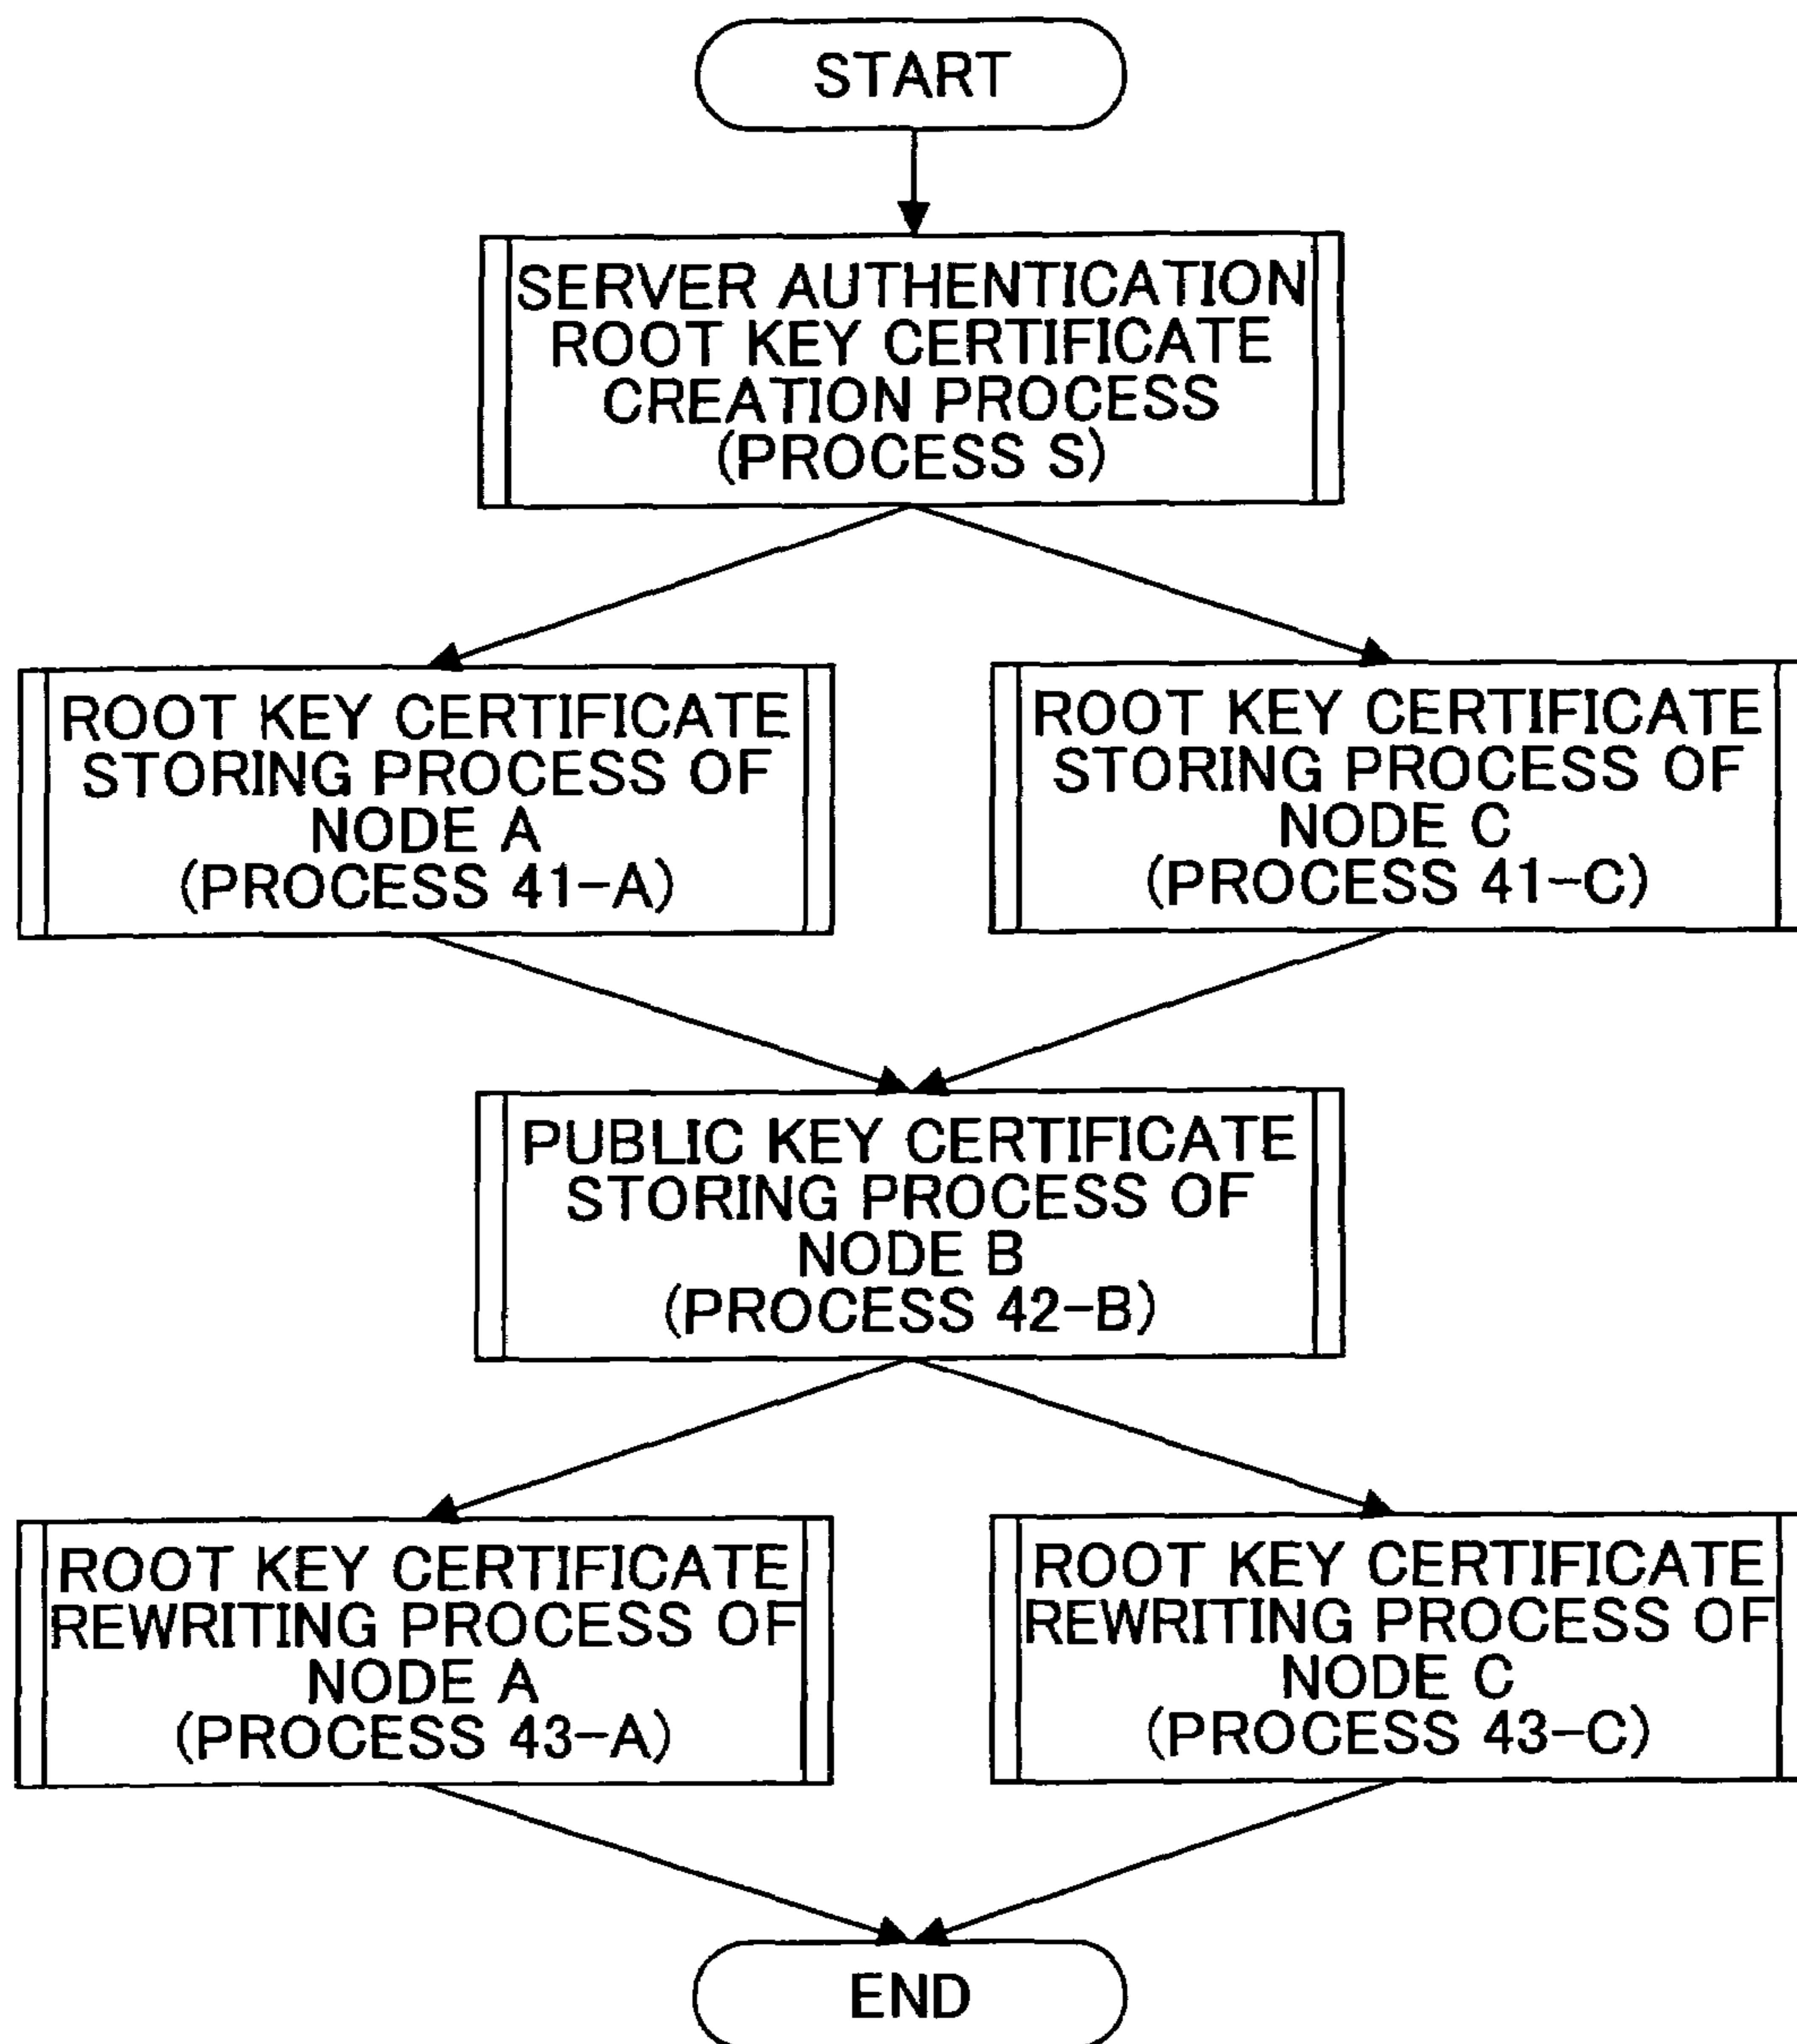 START
SERVER AUTHENTICATION
ROOT KEY CERTIFICATE
CREATION PROCESS
(PROCESS S)
ROOT KEY CERTIFICATE
STORING PROCESS OF
NODE A
(PROCESS 41-A)
ROOT KEY CERTIFICATE
STORING PROCESS OF
NODE C
(PROCESS 41-C)
PUBLIC KEY CERTIFICATE
STORING PROCESS OF
NODE B
(PROCESS 42-B)
ROOT KEY CERTIFICATE
REWRITING PROCESS OF
NODE A
(PROCESS 43-A)
ROOT KEY CERTIFICATE
REWRITING PROCESS OF
NODE C
(PROCESS 43-C)
END